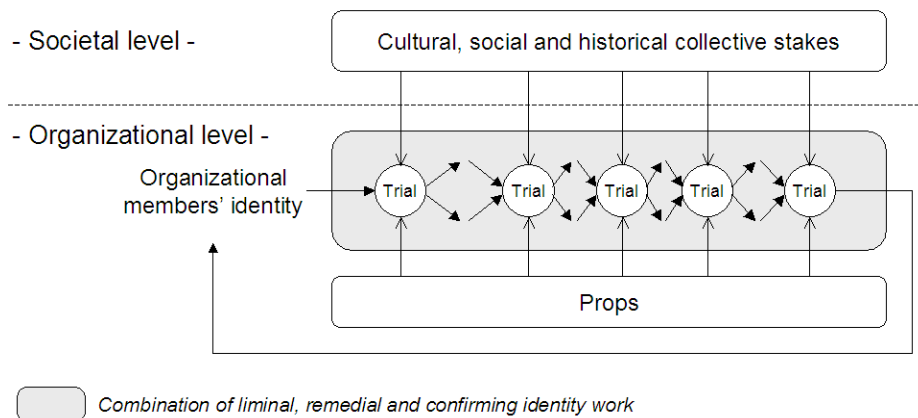 - Societal level -
Cultural, social and historical collective stakes
- Organizational level -
Organizational
members' identity
Trial
Trial
Trial
Trial
Trial
Props
Combination of liminal, remedial and confirming identity work